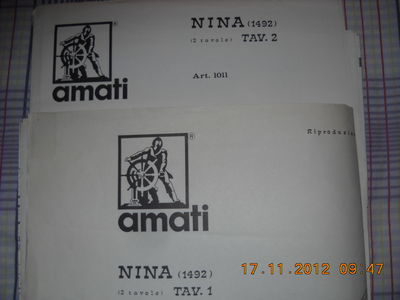 NINA (1492)
(2 tavole) TAV. 2
Art. 1011
amati
®
Riproduzio
amati
NINA (1492)
(2 tavole) TAV. 1
17.11.2012 09:47